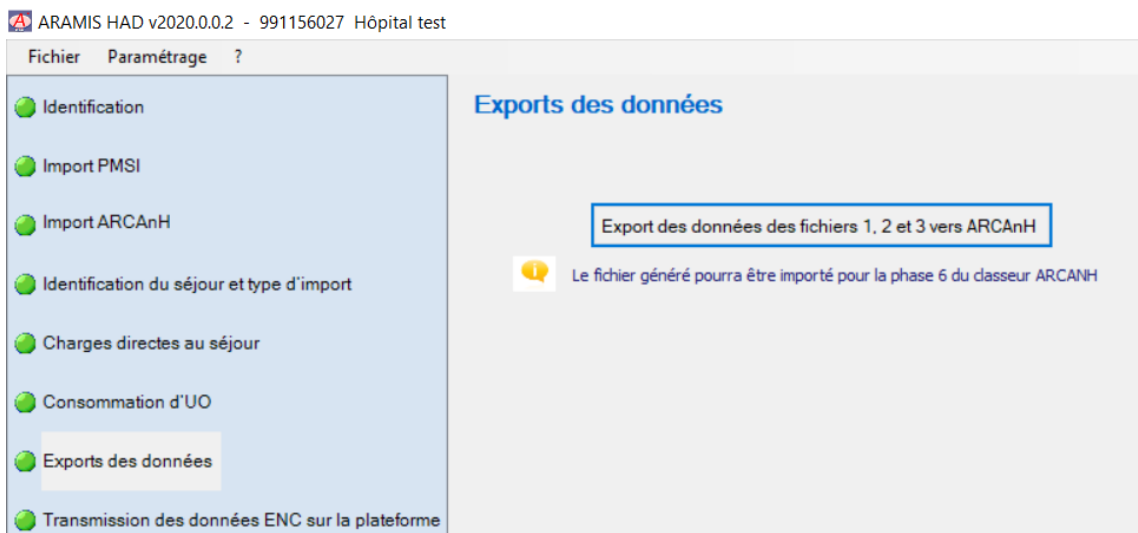 ARAMIS HAD v2020.0.0.2 - 991156027 Hôpital test
Fichier Paramétrage ?
Identification
Import PMSI
Import ARCAnH
Identification du séjour et type d'import
Charges directes au séjour
Consommation d'UO
Exports des données
Transmission des données ENC sur la plateforme
Exports des données
Export des données des fichiers 1, 2 et 3 vers ARCAnH
Le fichier généré pourra être importé pour la phase 6 du classeur ARCANH